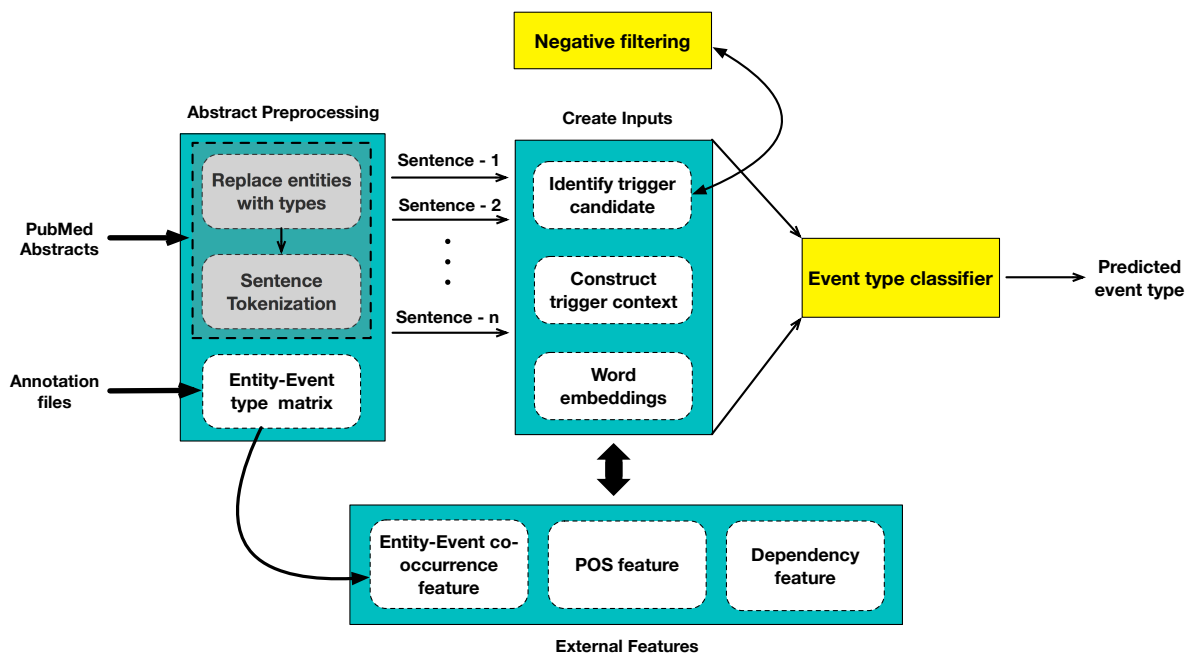 Negative filtering
Abstract Preprocessing
Create Inputs
Replace entities
with types
Sentence
Tokenization
Entity-Event
type matrix
PubMed
Abstracts
Annotation
files
Sentence - 1
Sentence - 2
Sentence - n
Identify trigger
candidate
Construct
trigger context
Word
embeddings
Event type classifier
Predicted
event type
Entity-Event co-
occurrence
feature
POS feature
Dependency
feature
External Features